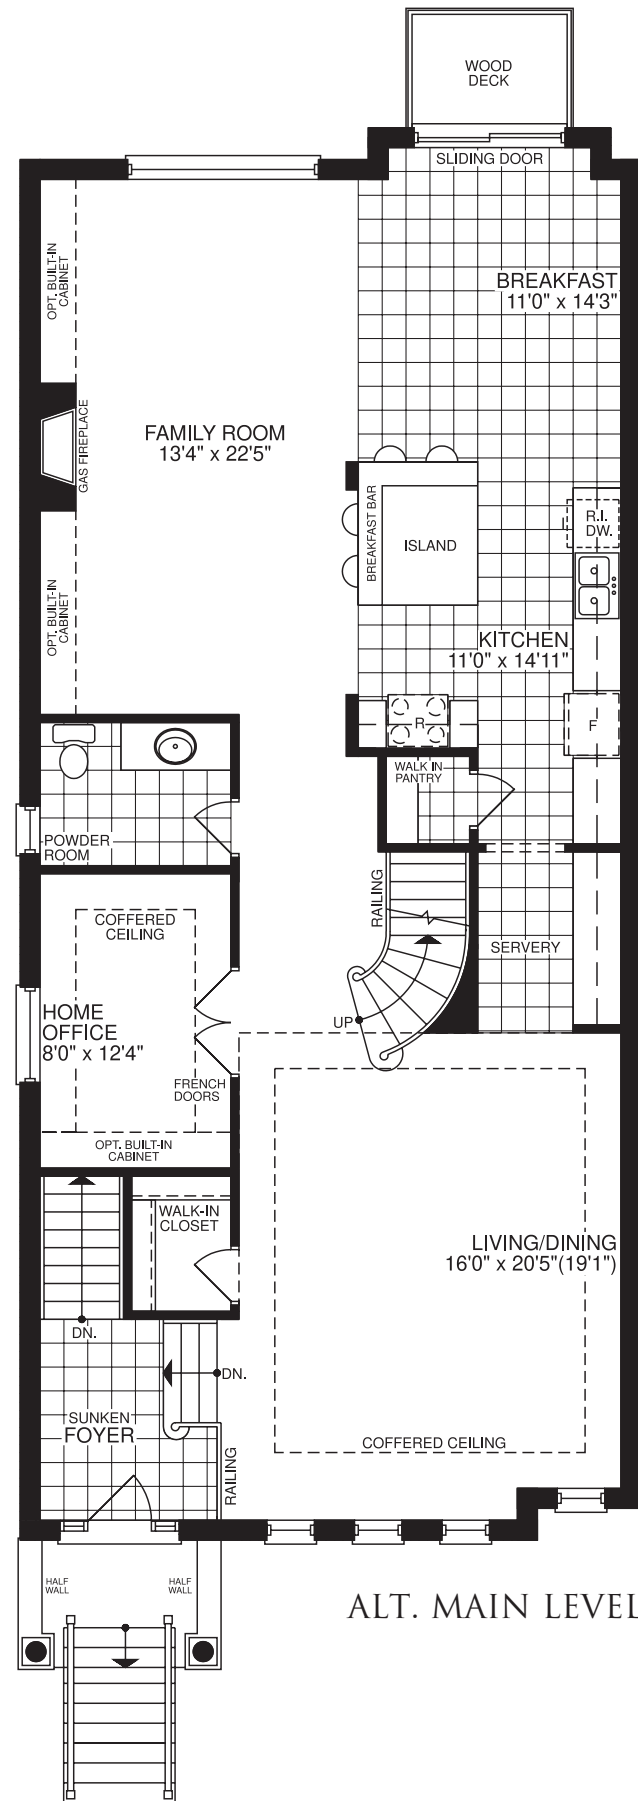 WOOD
DECK
SLIDING DOOR
OPT. BUILT-IN
CABINET
BREAKFAST
11'0" x 14'3"
GAS FIREPLACE
FAMILY ROOM
13'4" x 22'5"
BREAKFAST BAR
ISLAND
R.I.
DW.
OPT. BUILT-IN
CABINET
KITCHEN
11'0" x 14'11"
R
F
WALK IN
PANTRY
POWDER
ROOM
RAILING
COFFERED
CEILING
SERVERY
HOME
OFFICE
8'0" x 12'4"
UP
FRENCH
DOORS
OPT. BUILT-IN
CABINET
WALK-IN
CLOSET
LIVING/DINING
16'0" x 20'5"(19'1")
DN.
DN.
SUNKEN
FOYER
COFFERED CEILING
RAILING
HALF
WALL
HALF
WALL
ALT. MAIN LEVEL